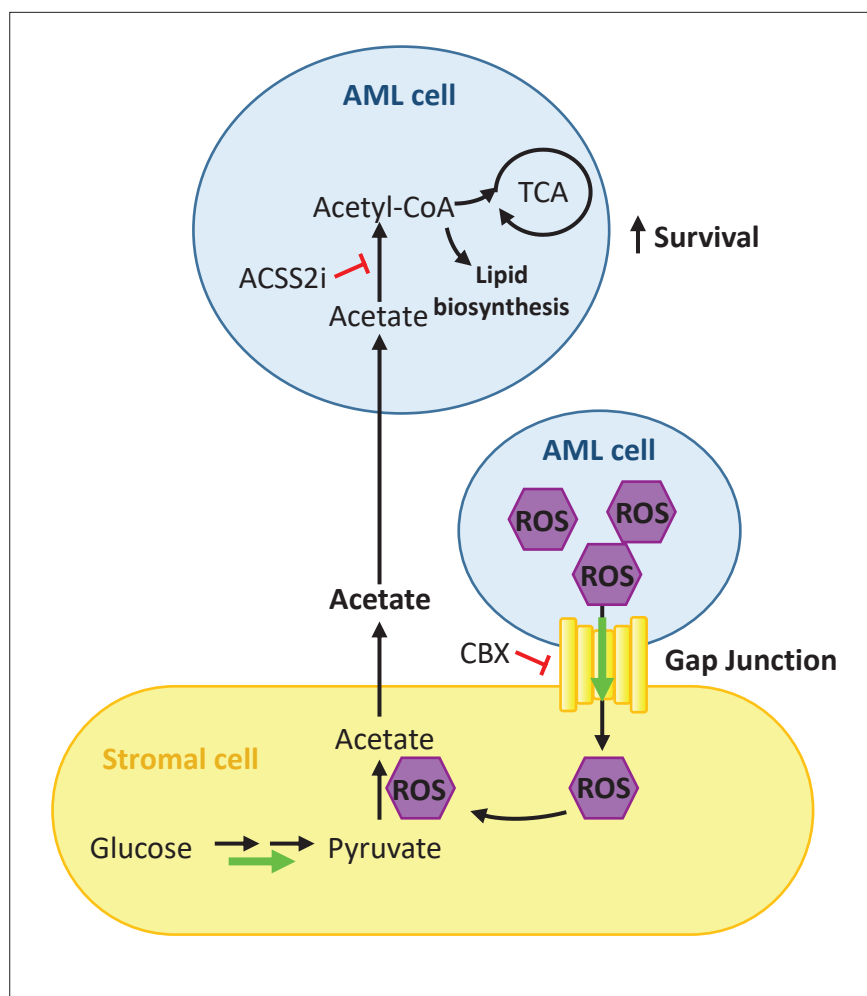 AML cell
TCA
Acetyl-CoA
Survival
ACSS2i
Lipid
biosynthesis
Acetate
AML cell
ROS
ROS
ROS
Acetate
CBX
Gap Junction
Acetate
Stromal cell
ROS
ROS
Glucose
Pyruvate